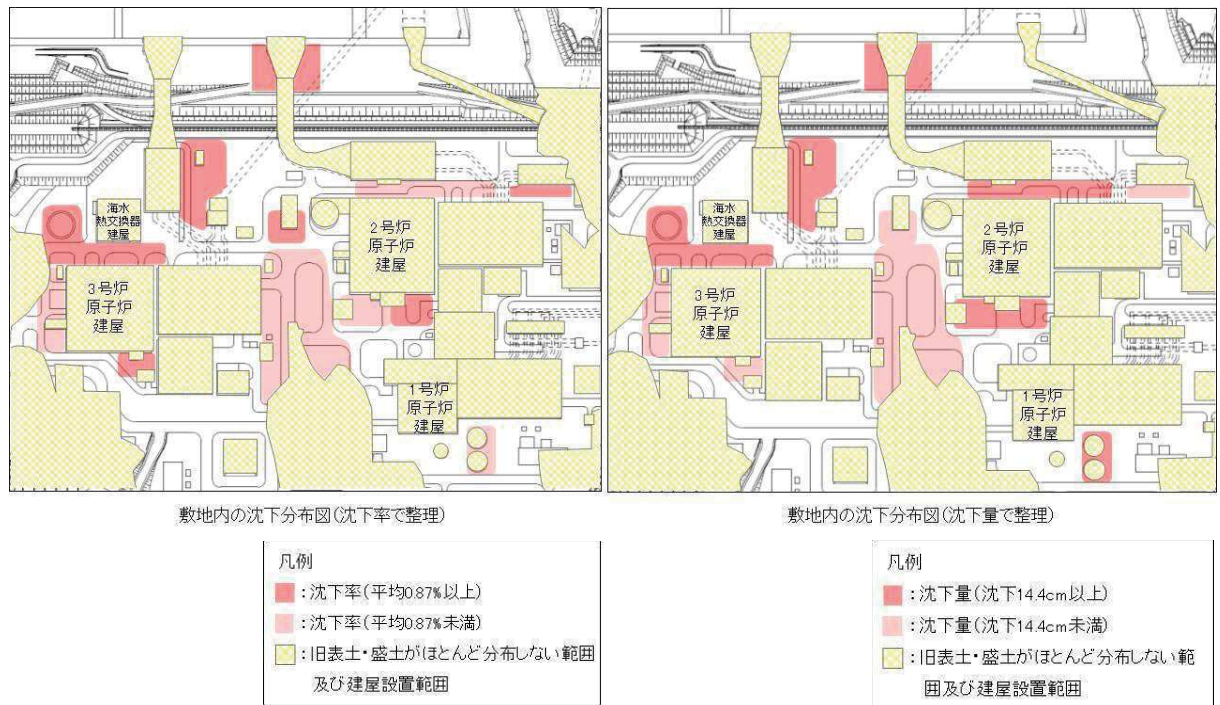 海水
熱交換器
建屋
2号炉
原子炉
建屋
3号炉
原子炉
建屋
1号炉
原子炉
建屋
敷地内の沈下分布図(沈下率で整理)
凡例
:沈下率(平均0.87%以上)
:沈下率(平均0.87%未満)
:旧表土・盛土がほとんど分布しない範囲
及び建屋設置範囲
海水
熱交換器
建屋
2号炉
原子炉
建屋
3号炉
原子炉
建屋
1号炉
原子炉
建屋
敷地内の沈下分布図(沈下量で整理)
凡例
:沈下量(沈下14.4cm以上)
:沈下量(沈下14.4cm未満)
:旧表土・盛土がほとんど分布しない範
囲及び建屋設置範囲